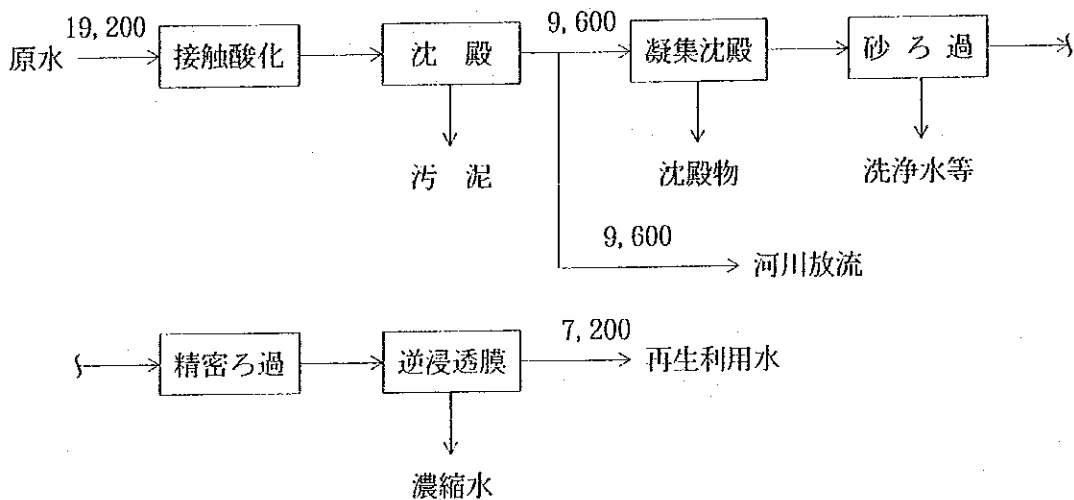 19,200
9,600
原水
接触酸化
沈 殿
凝集沈殿
砂 ろ 過
汚 泥
沈殿物
洗浄水等
9,600
河川放流
7,200
精密ろ過
逆浸透膜
再生利用水
濃縮水